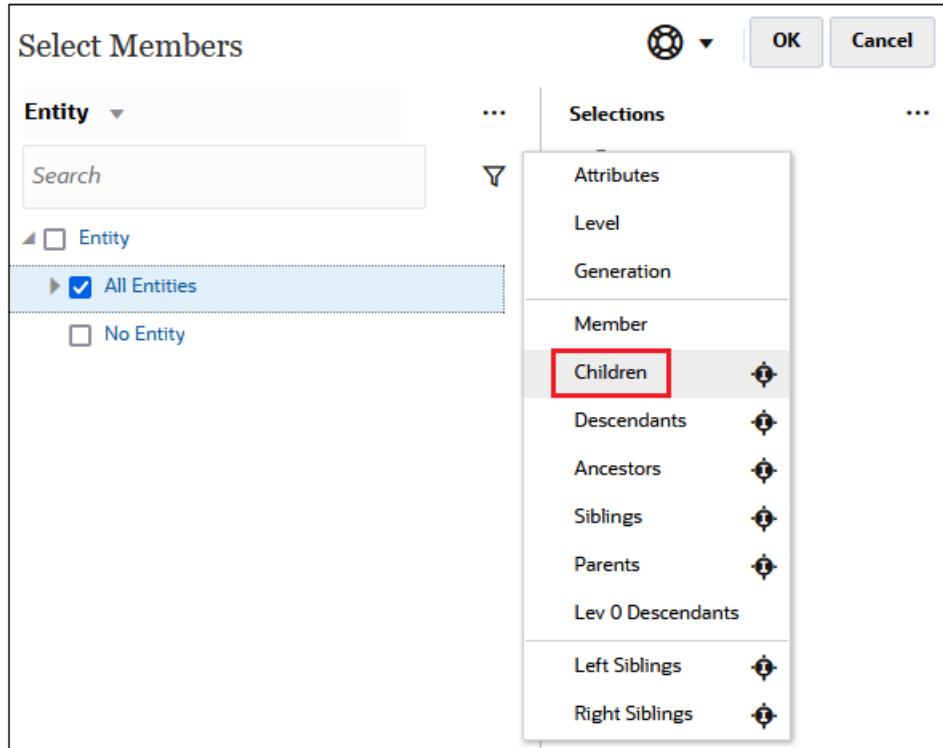 Select Members
OK
Cancel
Entity
...
Selections
...
Search
Entity
All Entities
No Entity
Attributes
Level
Generation
Member
Children
Descendants
Ancestors
Siblings
Parents
Lev 0 Descendants
Left Siblings
Right Siblings